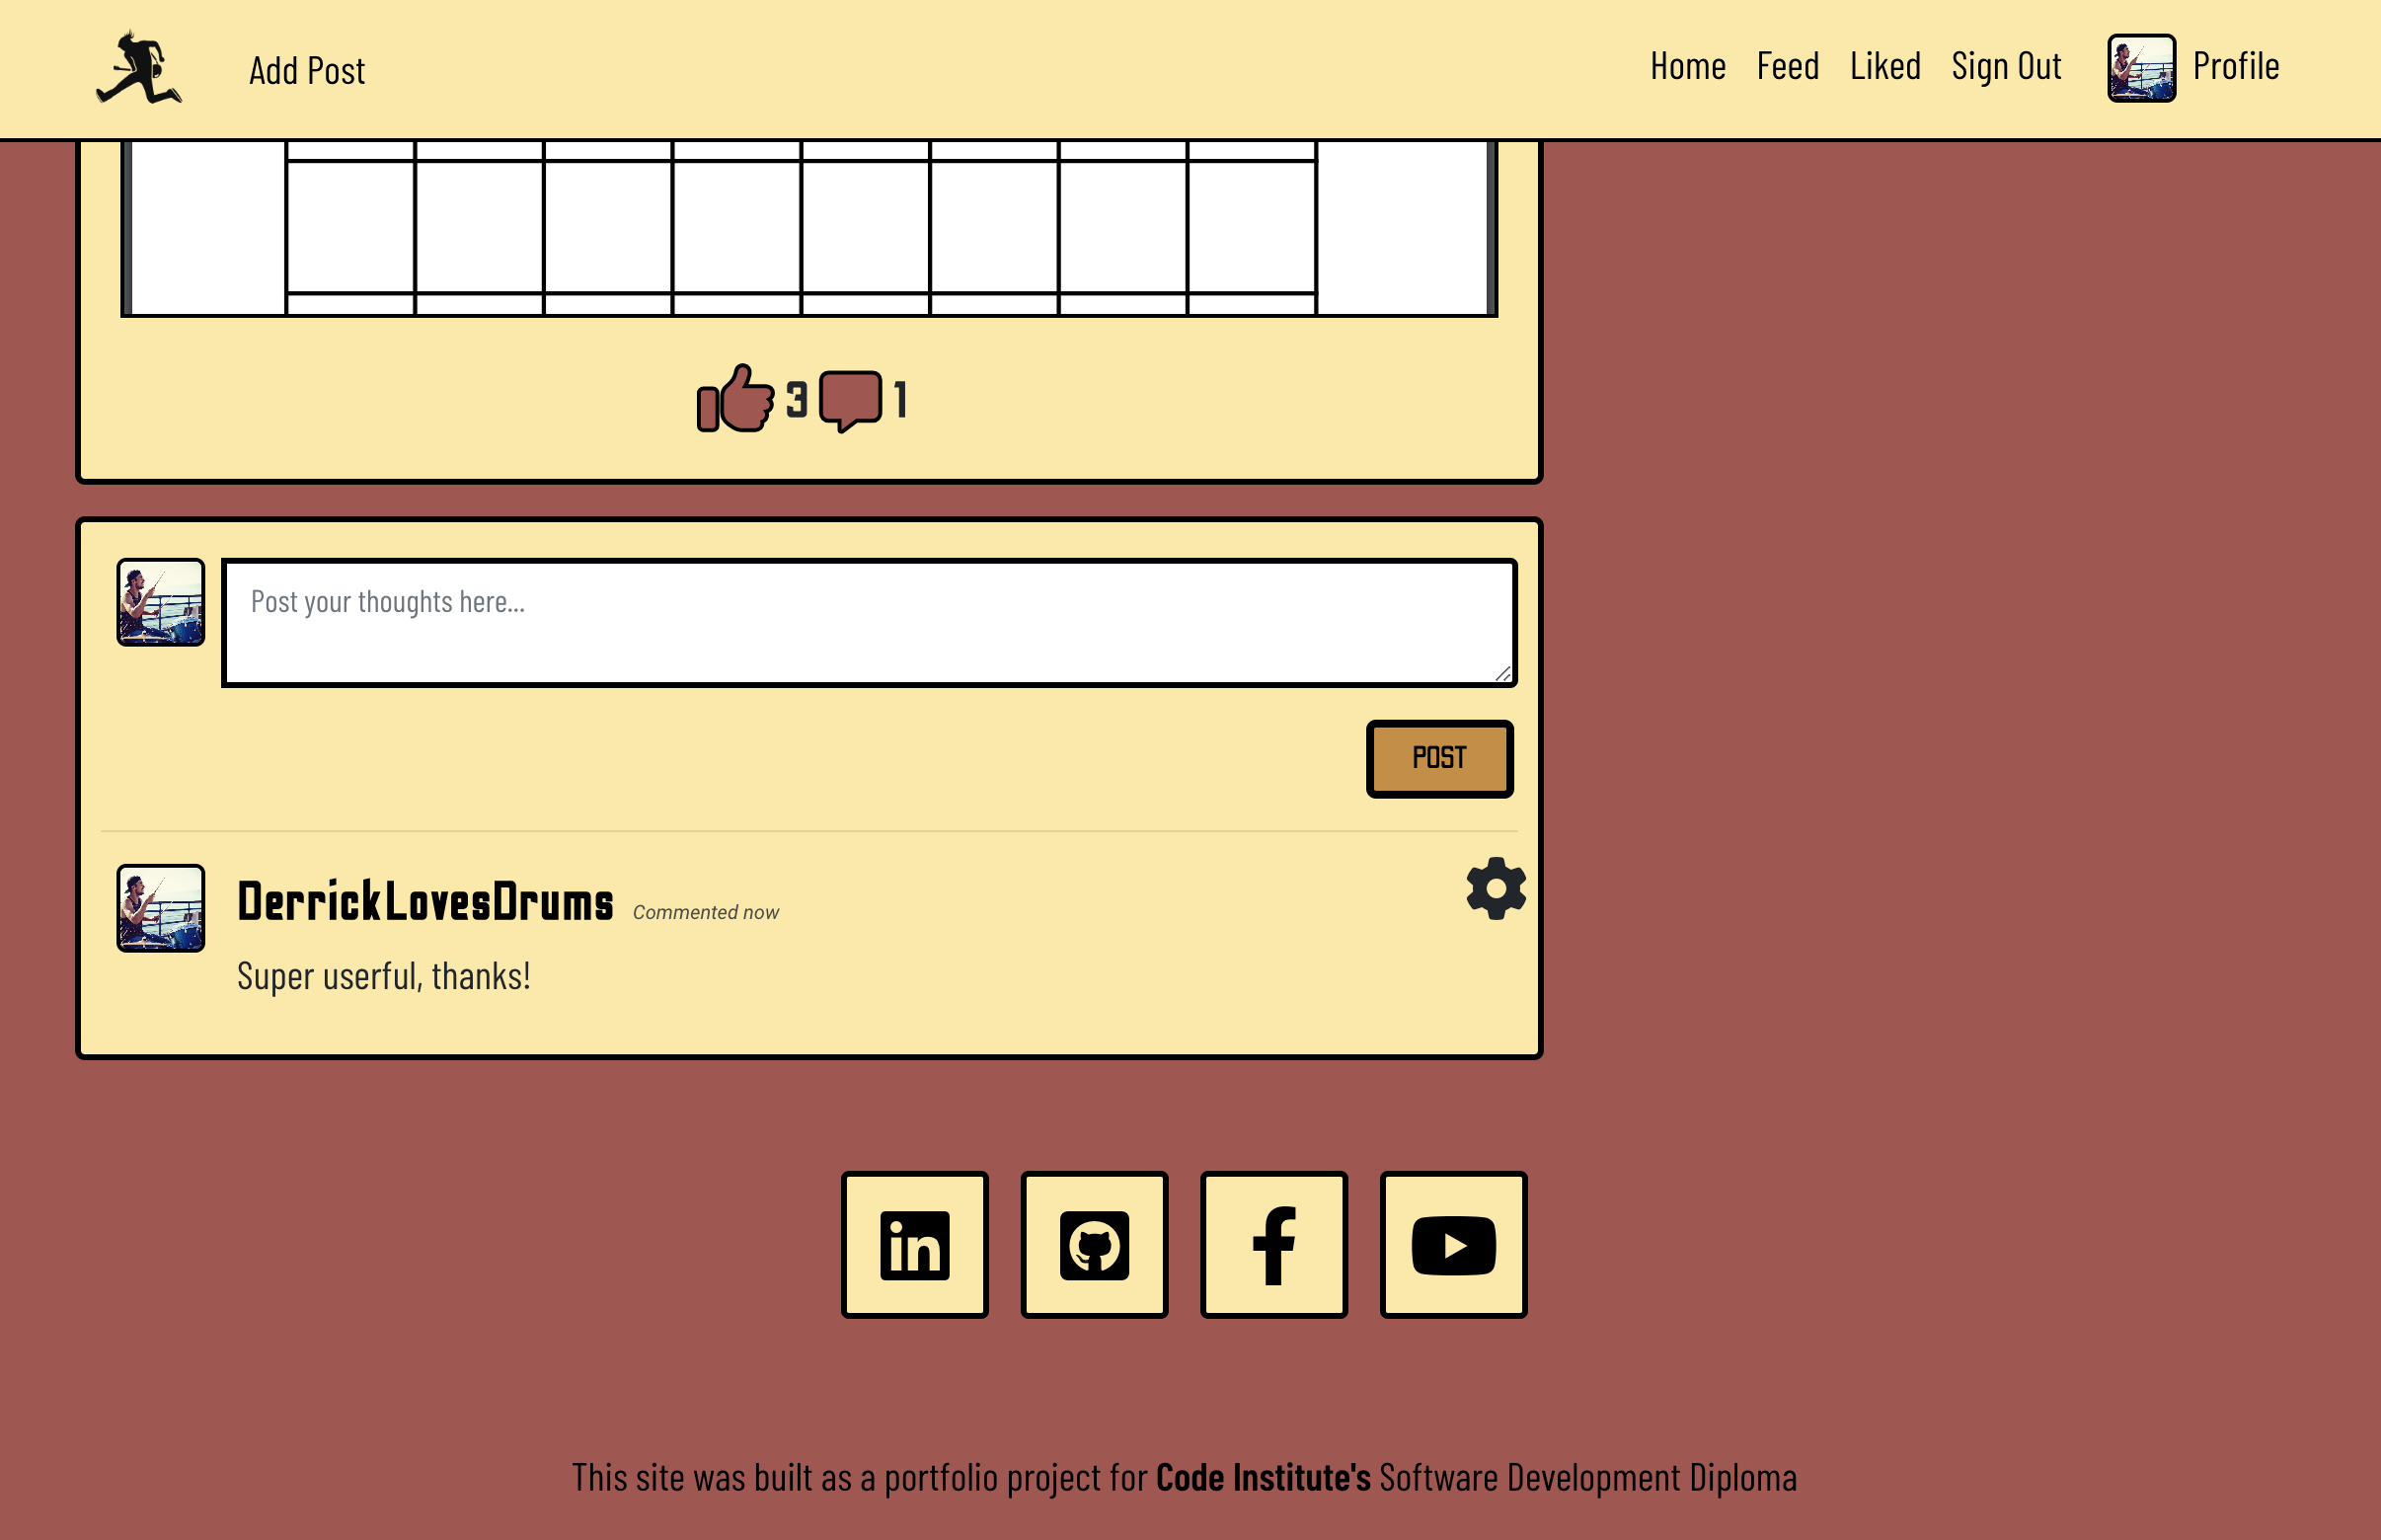 Add Post
Home Feed Liked Sign Out Profile
3 1
Post your thoughts here...
POST
DerrickLovesDrums Commented now
Super userful, thanks!
in
This site was built as a portfolio project for Code Institute's Software Development Diploma